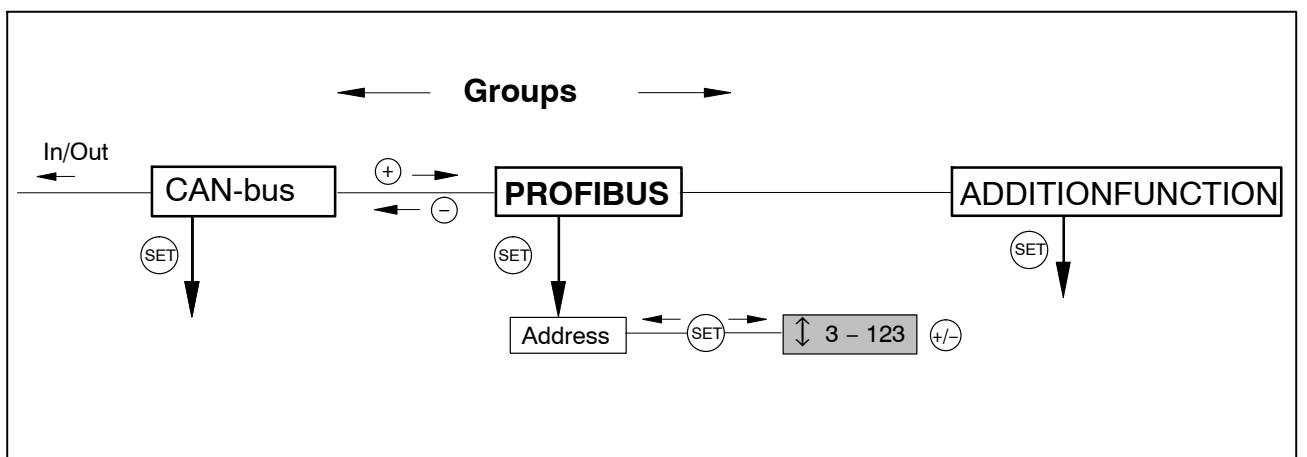 Groups
In/Out
CAN-bus
+
−
PROFIBUS
ADDITIONFUNCTION
SET
SET
SET
Address
SET
↕ 3 – 123
+/−